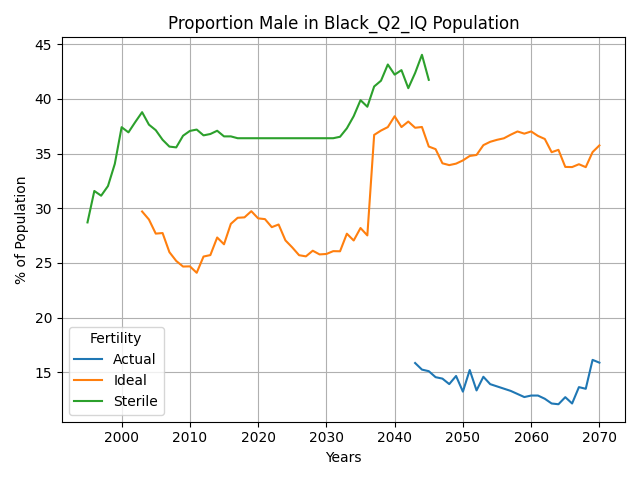 Proportion Male in Black_Q2_IQ Population
% of Population
45
40
35
30
25
20
15
Fertility
Actual
Ideal
Sterile
2000
2010
2020
2030
2040
2050
2060
2070
Years